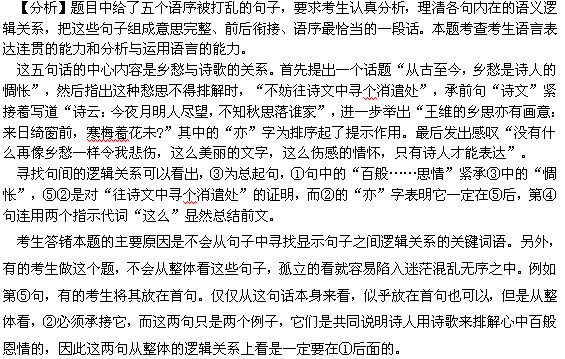 【分析】题目中给了五个语序被打乱的句子，要求考生认真分析，理清各句内在的语义逻
辑关系，把这些句子组成意思完整、前后衔接、语序最恰当的一段话。本题考查考生语言表
达连贯的能力和分析与运用语言的能力。
这五句话的中心内容是乡愁与诗歌的关系。首先提出一个话题“从古至今，乡愁是诗人的
惆怅”，然后指出这种愁思不得排解时，“不妨往诗文中寻个消遣处”，承前句“诗文”紧
接着写道“诗云：今夜月明人尽望，不知秋思落谁家”，进一步举出“王维的乡思亦有画意：
来日绮窗前，寒梅着花未?”其中的“亦”字为排序起了提示作用。最后发出感叹“没有什
么再像乡愁一样令我悲伤，这么美丽的文字，这么伤感的情怀，只有诗人才能表达”。
寻找句间的逻辑关系可以看出，③为总起句，①句中的“百般……思情”紧承③中的“惆
怅”，⑤②是对“往诗文中寻个消遣处”的证明，而②的“亦”字表明它一定在⑤后，第④
句连用两个指示代词“这么”显然总结前文。
考生答错本题的主要原因是不会从句子中寻找显示句子之间逻辑关系的关键词语。另外，
有的考生做这个题，不会从整体看这些句子，孤立的看就容易陷入迷茫混乱无序之中。例如
第⑤句，有的考生将其放在首句。仅仅从这句话本身来看，似乎放在首句也可以，但是从整
体看，②必须承接它，而这两句只是两个例子，它们是共同说明诗人用诗歌来排解心中百般
恩情的，因此这两句从整体的逻辑关系上看是一定要在①后面的。